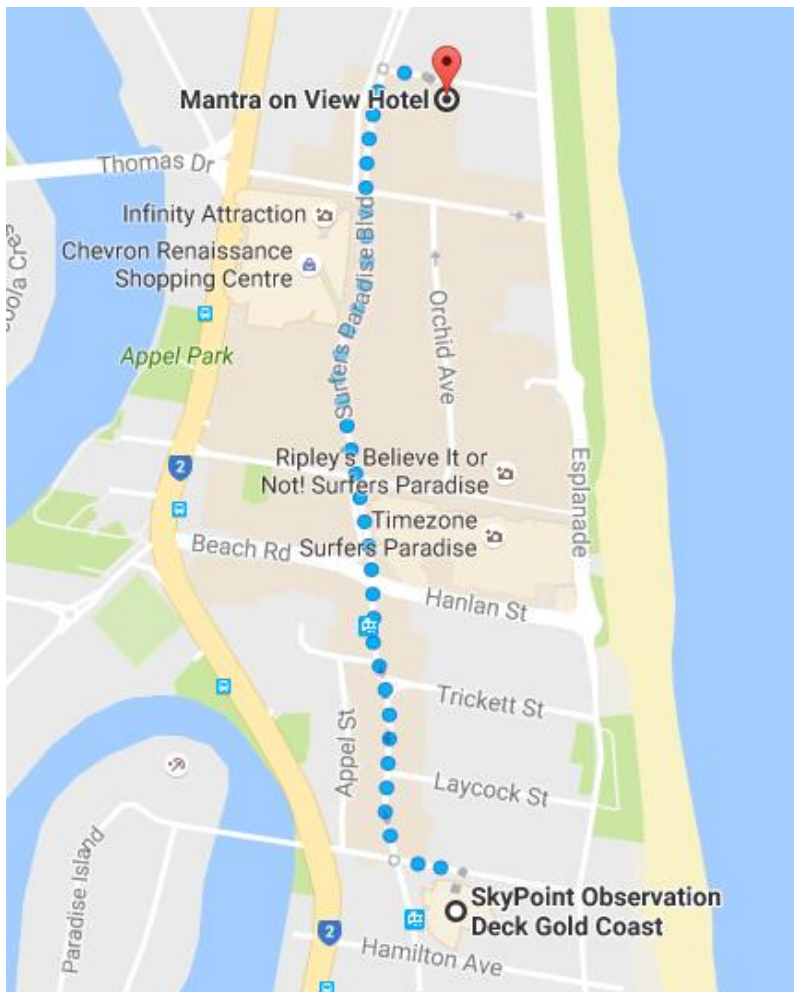 Mantra on View Hotel
Thomas Dr
Infinity Attraction
Chevron Renaissance
Shopping Centre
Surfers Paradise Blvd
Orchid Ave
Appel Park
Ripley's Believe It or
Not! Surfers Paradise
Esplanade
2
Timezone
Surfers Paradise
Beach Rd
Hanlan St
Trickett St
Appel St
Laycock St
Paradise Island
SkyPoint Observation
Deck Gold Coast
2
Hamilton Ave